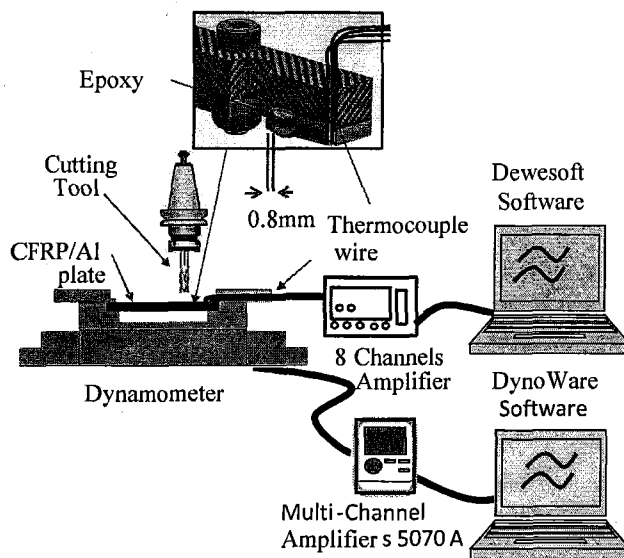 Epoxy
Cutting
Tool
0.8mm
Thermocouple
wire
Dewesoft
Software
CFRP/Al
plate
8 Channels
Amplifier
Dynamometer
DynoWare
Software
Multi-Channel
Amplifier s 5070 A